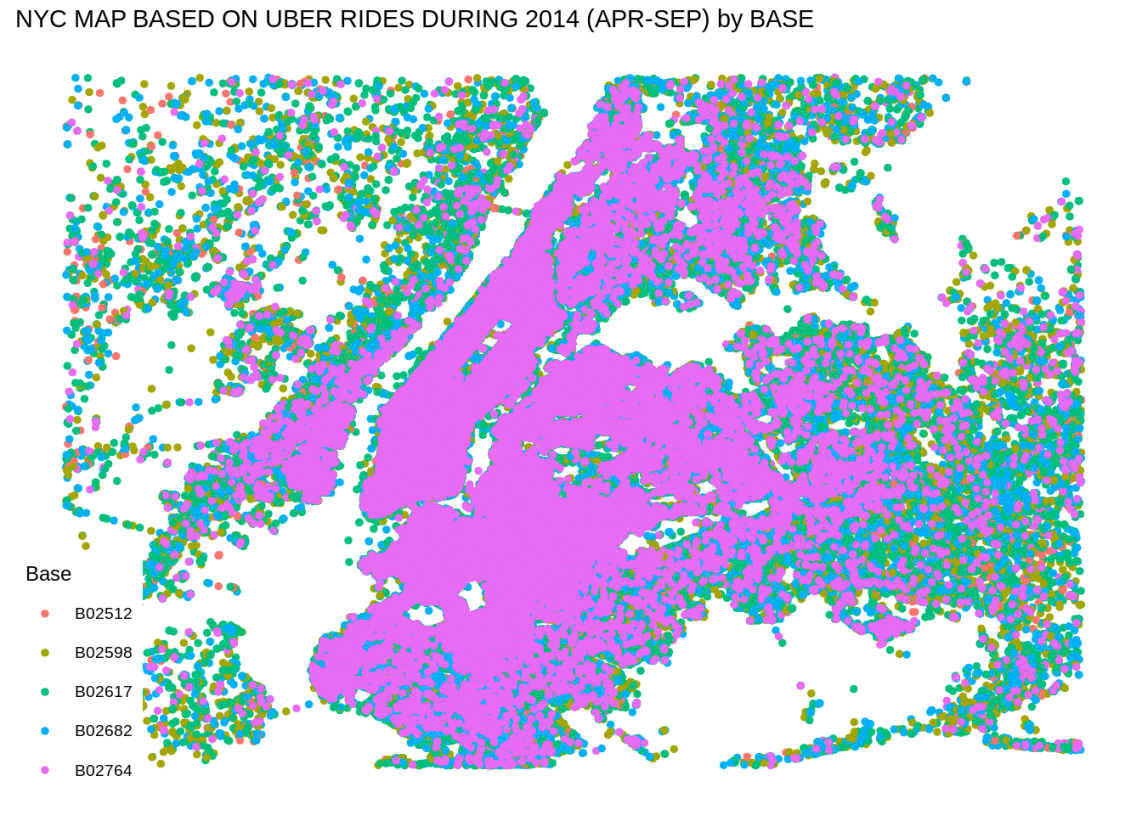 NYC MAP BASED ON UBER RIDES DURING 2014 (APR-SEP) by BASE
Base
B02512
B02598
B02617
B02682
B02764